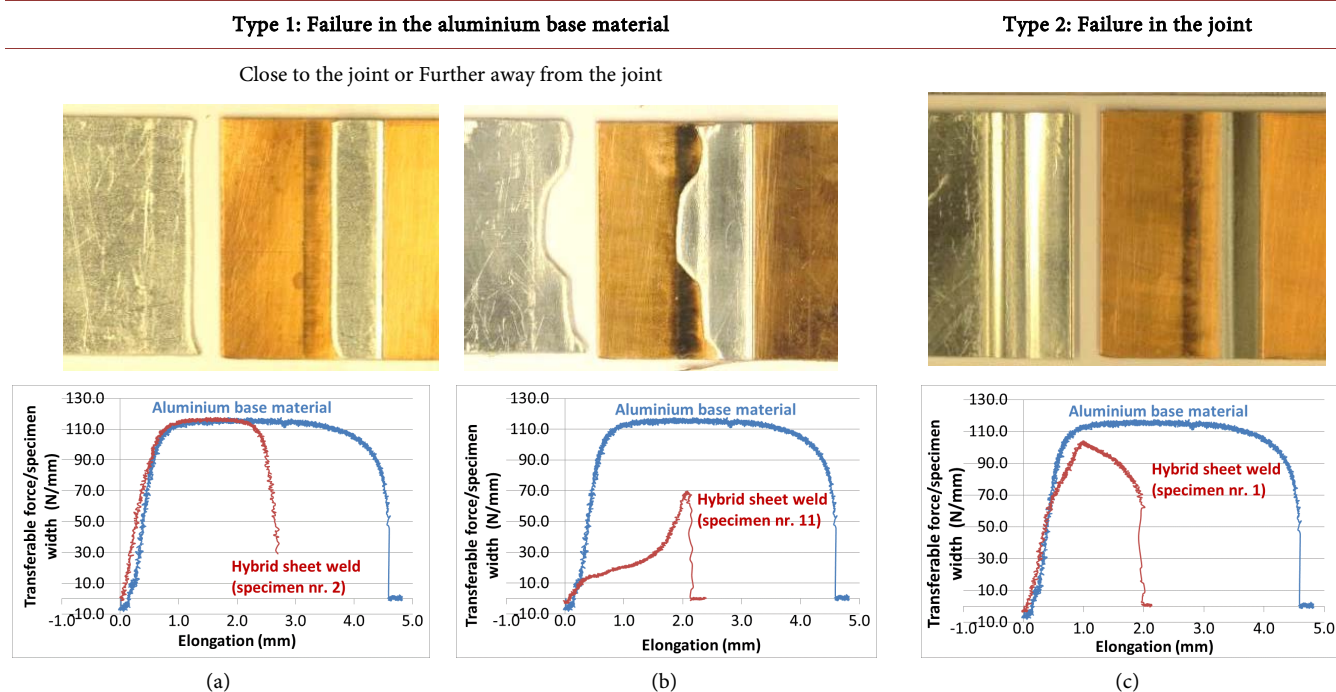 Type 1: Failure in the aluminium base material
Type 2: Failure in the joint
Close to the joint or Further away from the joint
130.0
110.0
90.0
70.0
50.0
30.0
10.0
-10.0
-1.0
0.0
1.0
2.0
3.0
4.0
5.0
Transferable force/specimen
width (N/mm)
Elongation (mm)
Aluminium base material
Hybrid sheet weld
(specimen nr. 2)
130.0
110.0
90.0
70.0
50.0
30.0
10.0
-10.0
-1.0
0.0
1.0
2.0
3.0
4.0
5.0
Transferable force/specimen
width (N/mm)
Elongation (mm)
Aluminium base material
Hybrid sheet weld
(specimen nr. 11)
130.0
110.0
90.0
70.0
50.0
30.0
10.0
-10.0
-1.0
0.0
1.0
2.0
3.0
4.0
5.0
Transferable force/specimen
width (N/mm)
Elongation (mm)
Aluminium base material
Hybrid sheet weld
(specimen nr. 1)
(a)
(b)
(c)